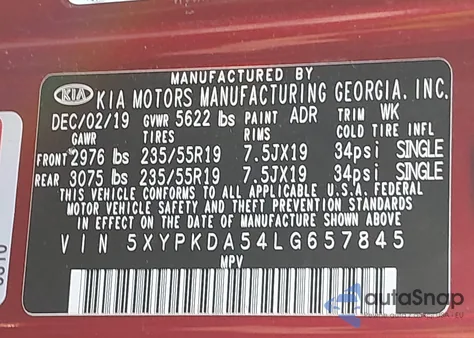 MANUFACTURED BY
KIA KIA MOTORS MANUFACTURING GEORGIA, INC.
DEC/02/19 GVWR 5622 lbs PAINT ADR TRIM WK
GAWR TIRES RIMS COLD TIRE INFL
FRONT 2976 lbs 235/55R19 7.5JX19 34psi SINGLE
REAR 3075 lbs 235/55R19 7.5JX19 34psi SINGLE
THIS VEHICLE CONFORMS TO ALL APPLICABLE U.S.A. FEDERAL
MOTOR VEHICLE SAFETY AND THEFT PREVENTION STANDARDS
IN EFFECT ON THE DATE OF MANUFACTURE SHOWN ABOVE
VIN 5XYPKDA54LG657845
MPV
autaSnap